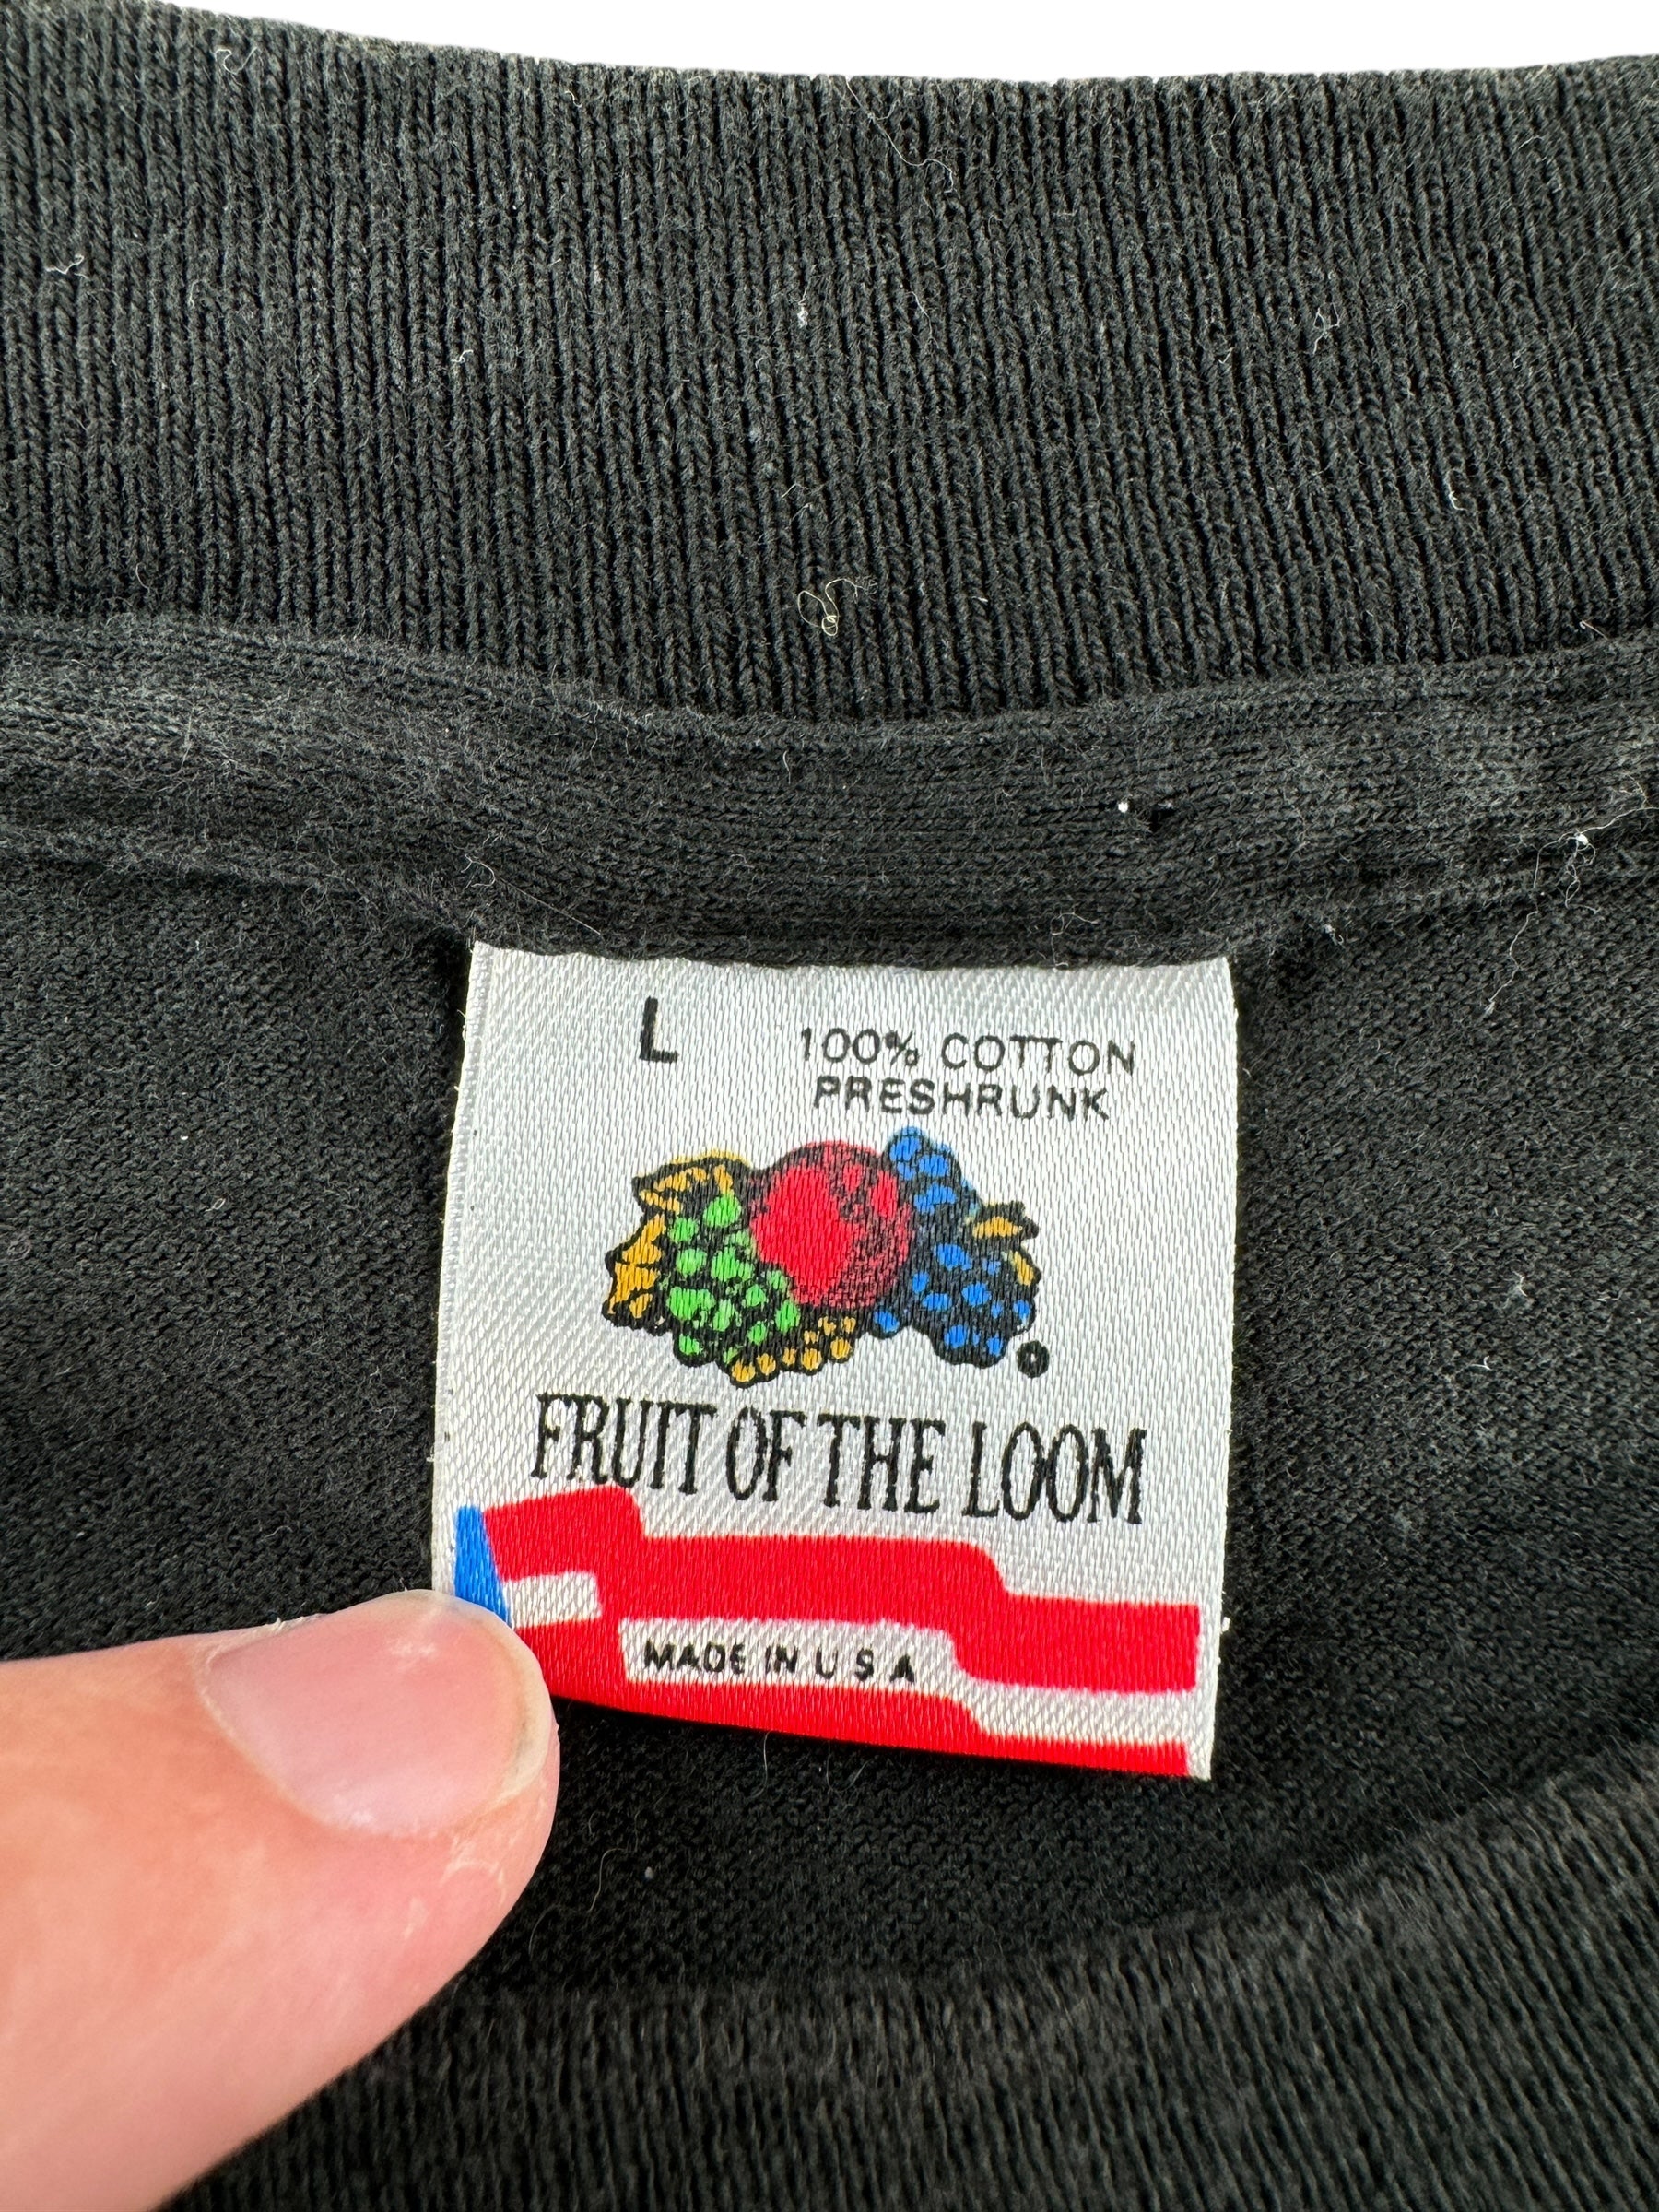 L
100% COTTON
PRESHRUNK
FRUIT OF THE LOOM
MADE IN U S A